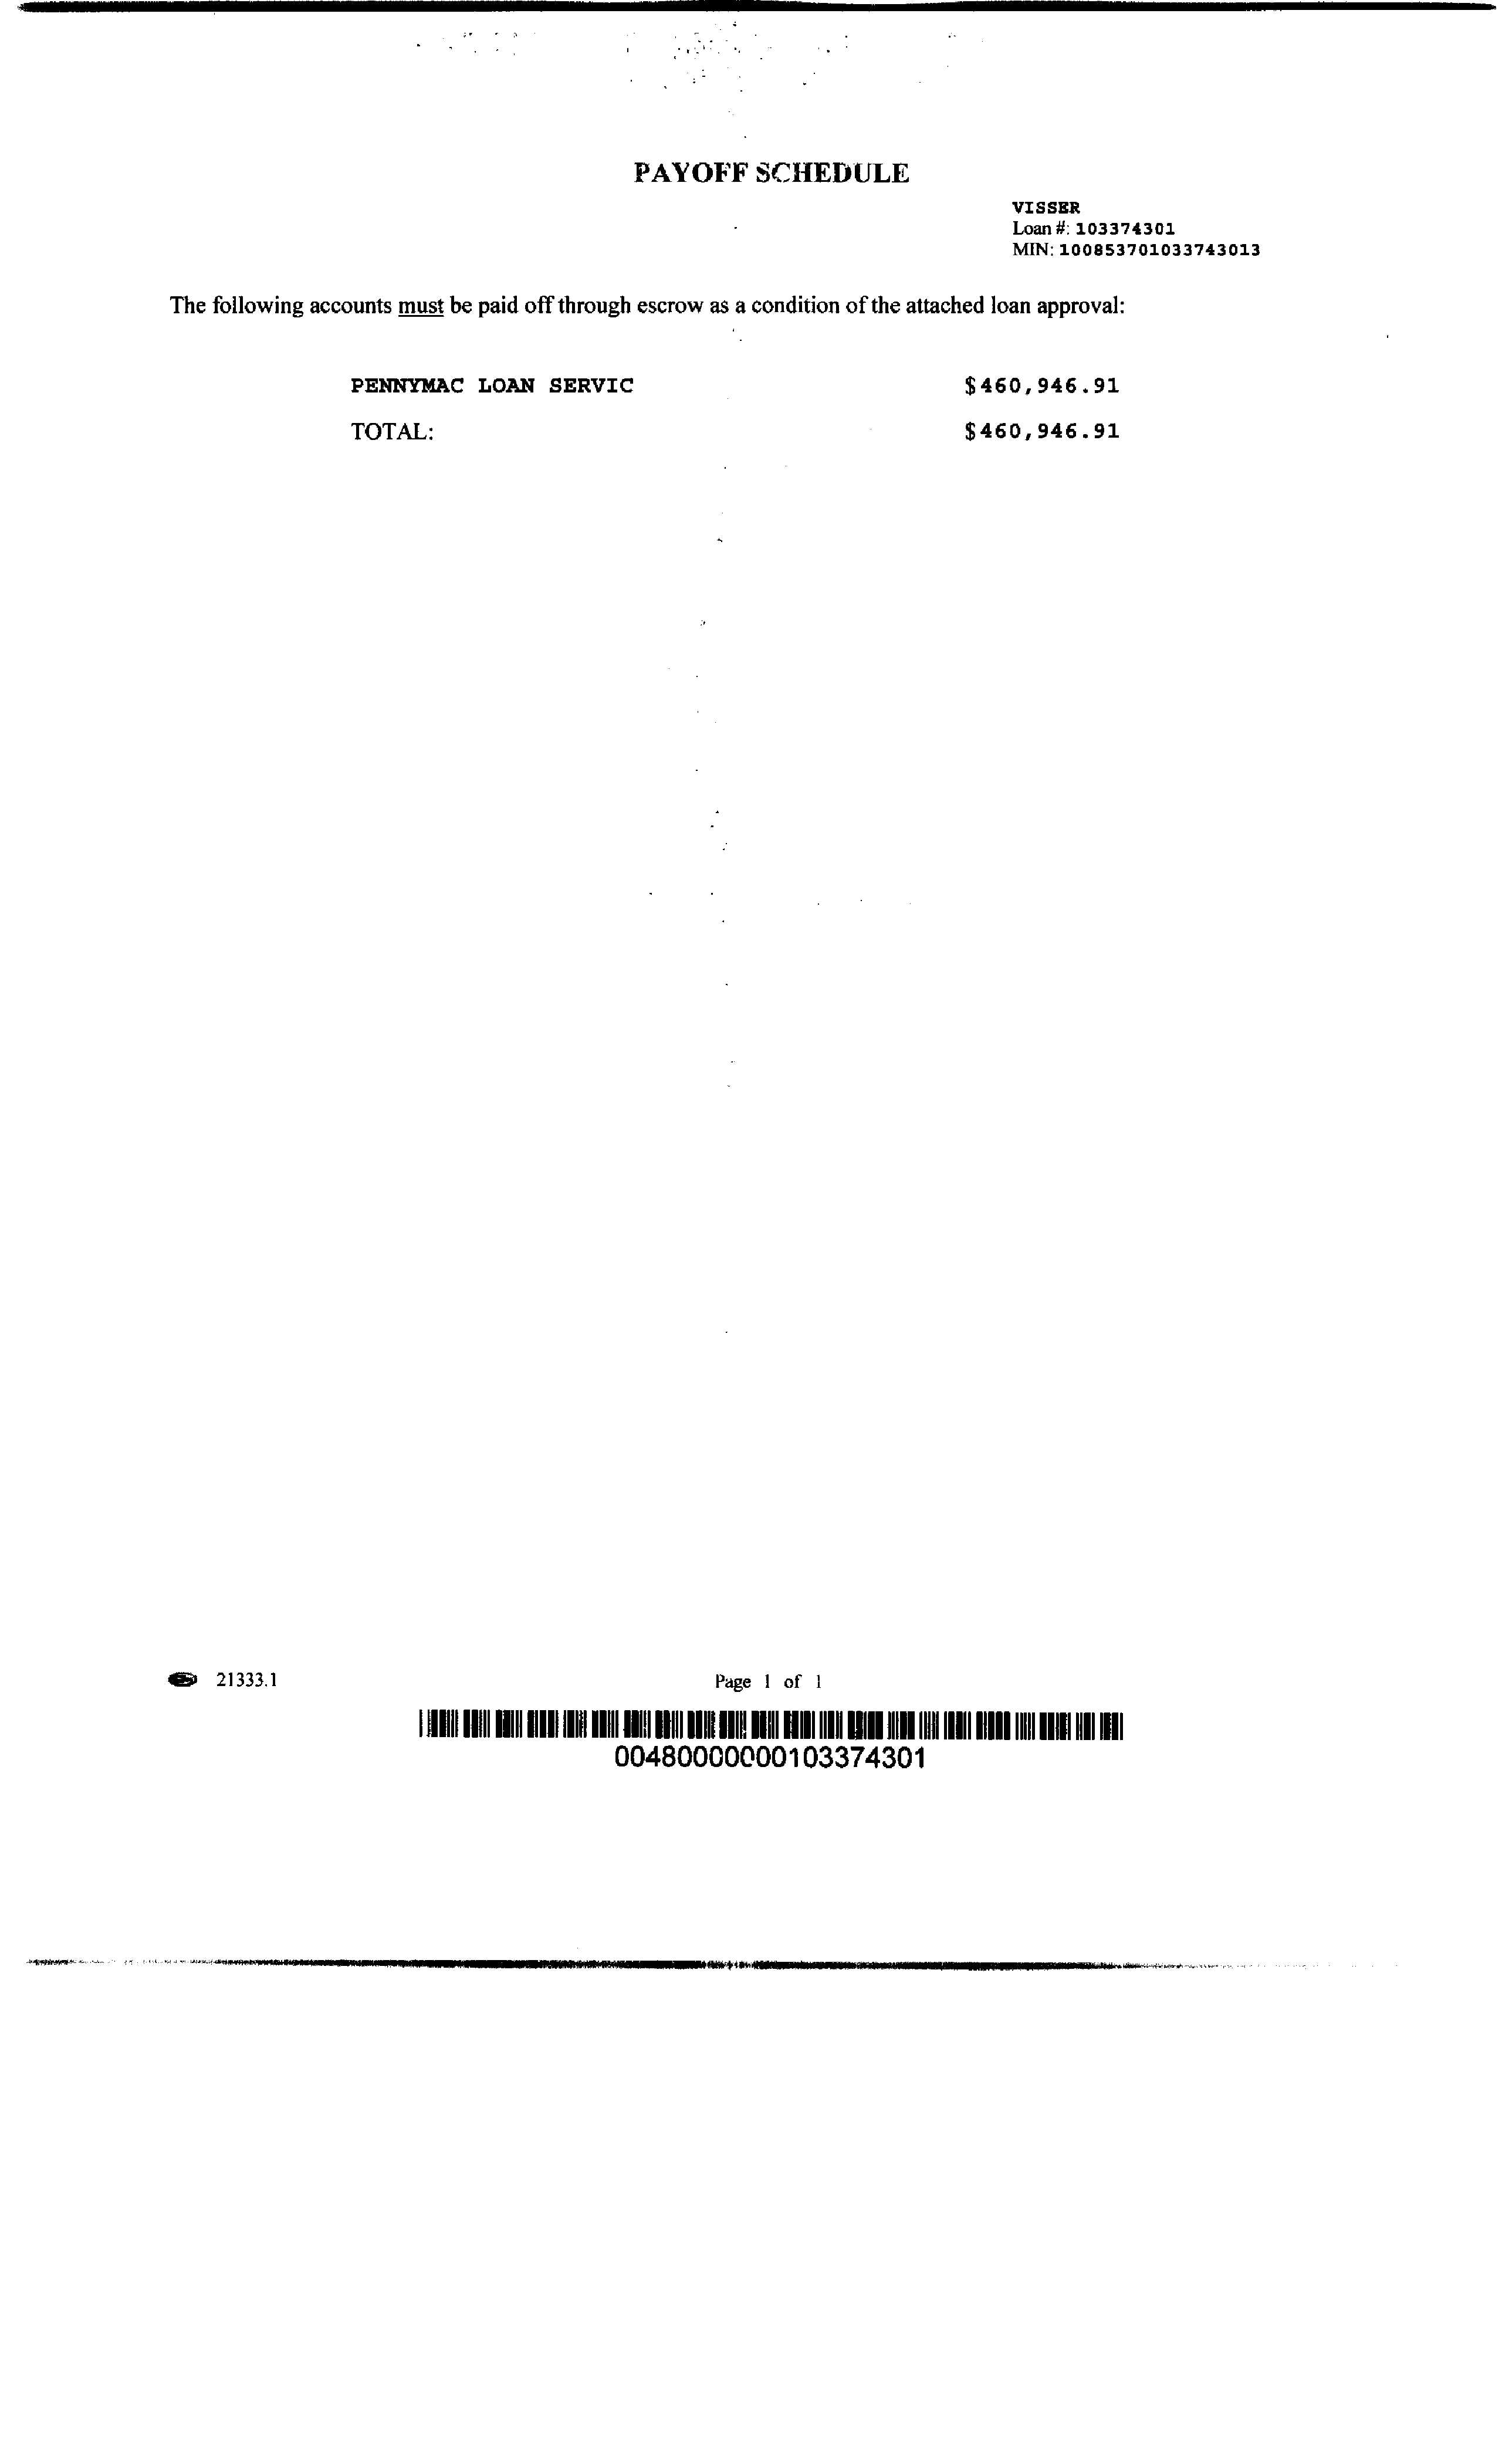 PAYOFF SCHEDULE
VISSER
Loan #: 103374301
MIN: 100853701033743013
The following accounts must be paid off through escrow as a condition of the attached loan approval:
PENNYMAC LOAN SERVIC $460,946.91
TOTAL: $460,946.91
21333.1 Page 1 of 1
00480000000103374301